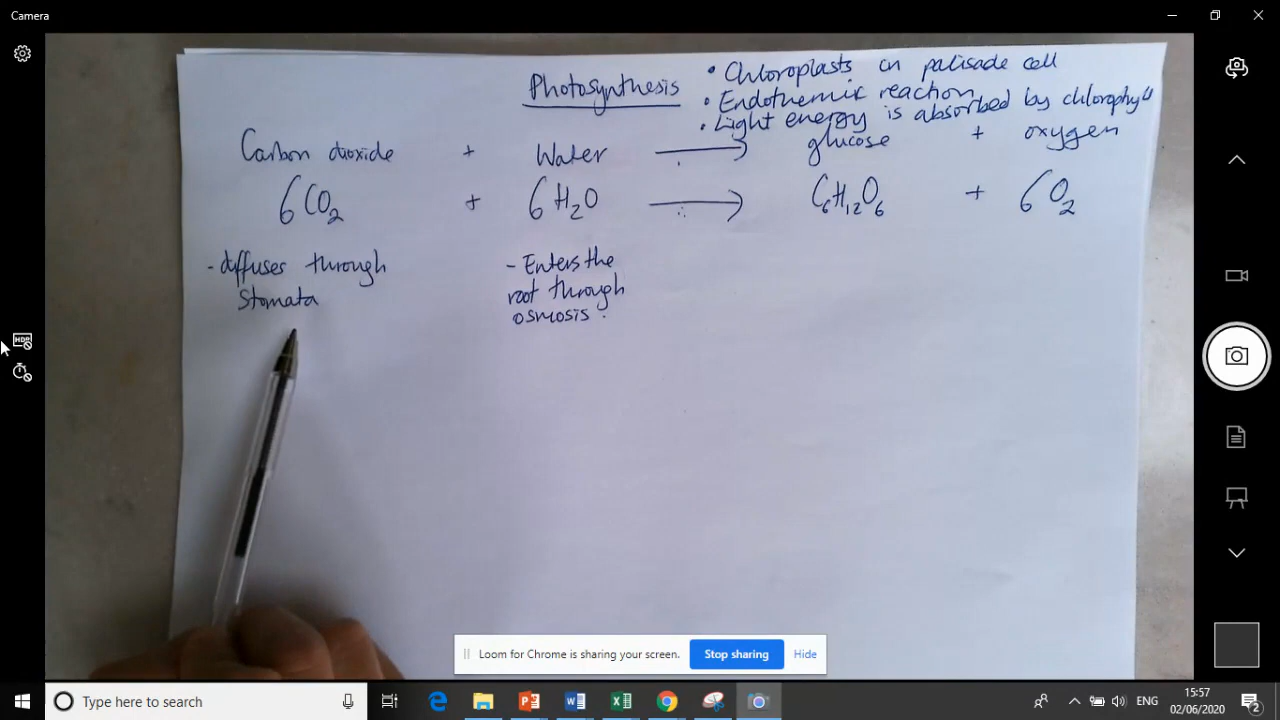 Camera
Photosynthesis
• Chloroplasts in palisade cell
• Endothermic reaction
• Light energy is absorbed by chlorophyll
Carbon dioxide + Water → glucose + oxygen
6CO₂ + 6H₂O → C₆H₁₂O₆ + 6O₂
- diffuses through
stomata
- Enters the
root through
osmosis.
HDR
Loom for Chrome is sharing your screen. Stop sharing Hide
Type here to search
ENG
15:57
02/06/2020
2